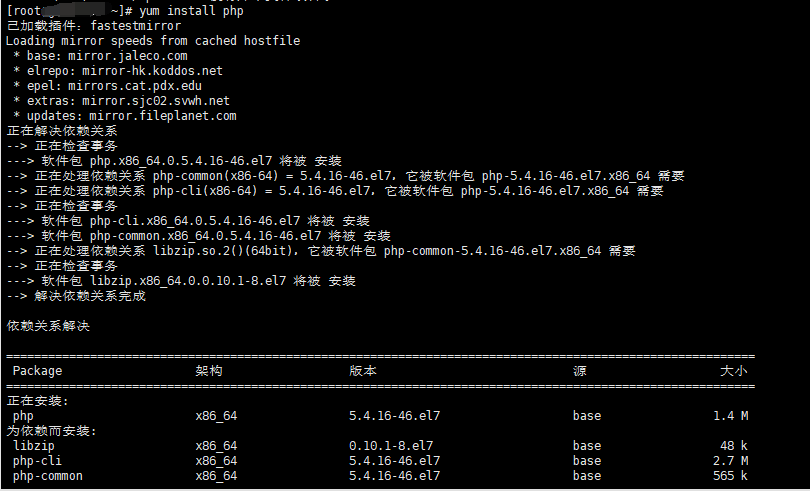 [root@ ~]# yum install php
已加载插件：fastestmirror
Loading mirror speeds from cached hostfile
 * base: mirror.jaleco.com
 * elrepo: mirror-hk.koddos.net
 * epel: mirrors.cat.pdx.edu
 * extras: mirror.sjc02.svwh.net
 * updates: mirror.fileplanet.com
正在解决依赖关系
--> 正在检查事务
---> 软件包 php.x86_64.0.5.4.16-46.el7 将被 安装
--> 正在处理依赖关系 php-common(x86-64) = 5.4.16-46.el7，它被软件包 php-5.4.16-46.el7.x86_64 需要
--> 正在处理依赖关系 php-cli(x86-64) = 5.4.16-46.el7，它被软件包 php-5.4.16-46.el7.x86_64 需要
--> 正在检查事务
---> 软件包 php-cli.x86_64.0.5.4.16-46.el7 将被 安装
---> 软件包 php-common.x86_64.0.5.4.16-46.el7 将被 安装
--> 正在处理依赖关系 libzip.so.2()(64bit)，它被软件包 php-common-5.4.16-46.el7.x86_64 需要
--> 正在检查事务
---> 软件包 libzip.x86_64.0.0.10.1-8.el7 将被 安装
--> 解决依赖关系完成
依赖关系解决
Package 架构 版本 源 大小
正在安装:
php x86_64 5.4.16-46.el7 base 1.4 M
为依赖而安装:
libzip x86_64 0.10.1-8.el7 base 48 k
php-cli x86_64 5.4.16-46.el7 base 2.7 M
php-common x86_64 5.4.16-46.el7 base 565 k